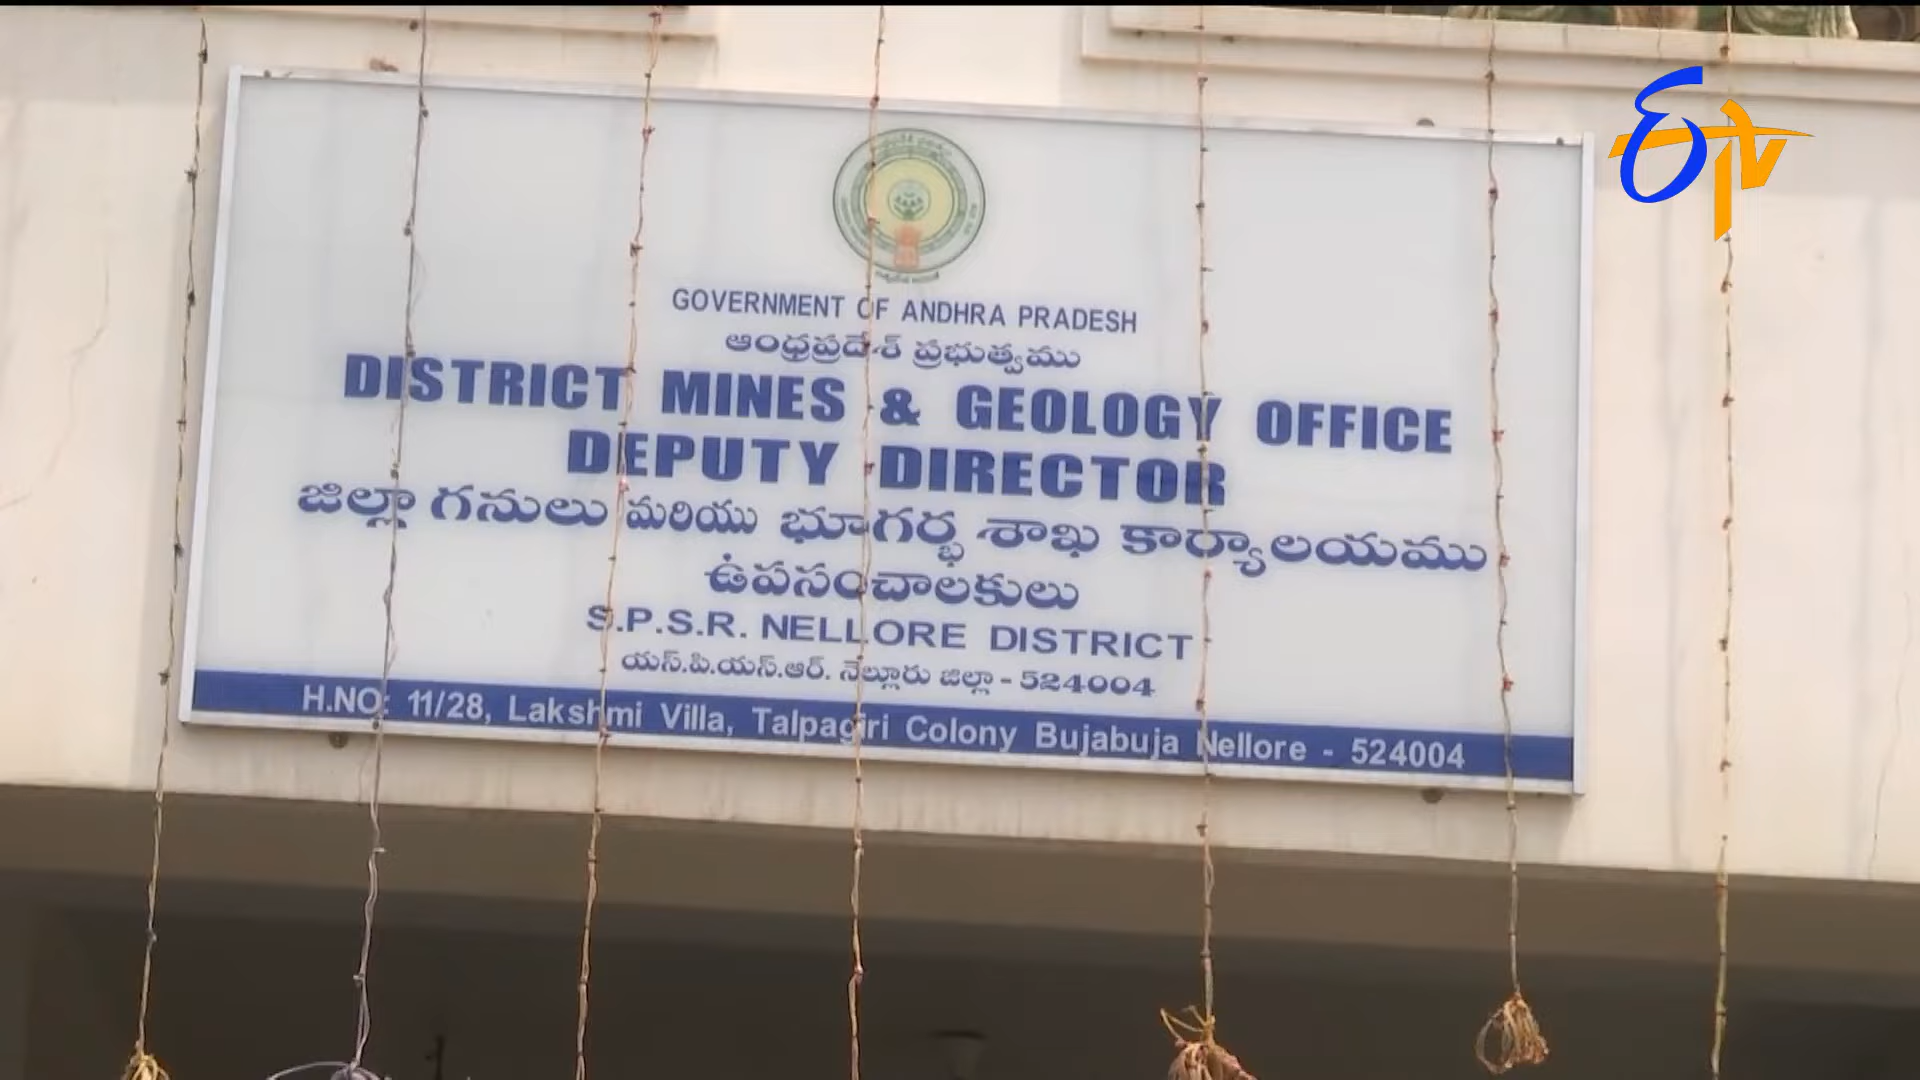 ETV
GOVERNMENT OF ANDHRA PRADESH
ఆంధ్రప్రదేశ్ ప్రభుత్వము
DISTRICT MINES & GEOLOGY OFFICE
DEPUTY DIRECTOR
జిల్లా గనులు మరియు భూగర్భ శాఖ కార్యాలయము
ఉపసంచాలకులు
S.P.S.R. NELLORE DISTRICT
యస్.పి.యస్.ఆర్. నెల్లూరు జిల్లా - 524004
H.NO: 11/28, Lakshmi Villa, Talpagiri Colony Bujabuja Nellore - 524004